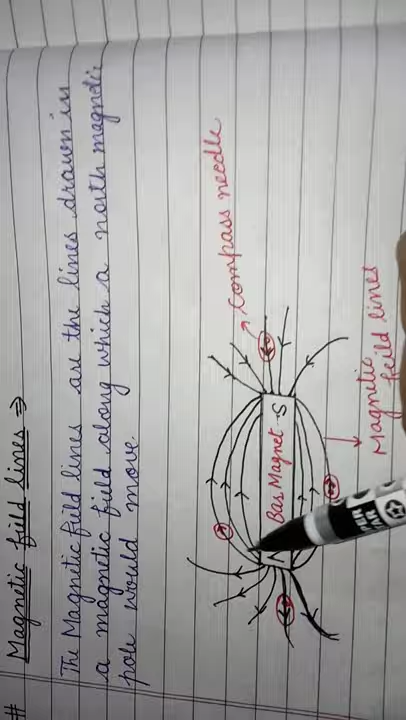 # Magnetic field lines ⇒
The Magnetic field lines are the lines drawn in
a magnetic field along which a north magnetic
pole would move.
Compass needle
Bar Magnet S
Magnetic
feild lines